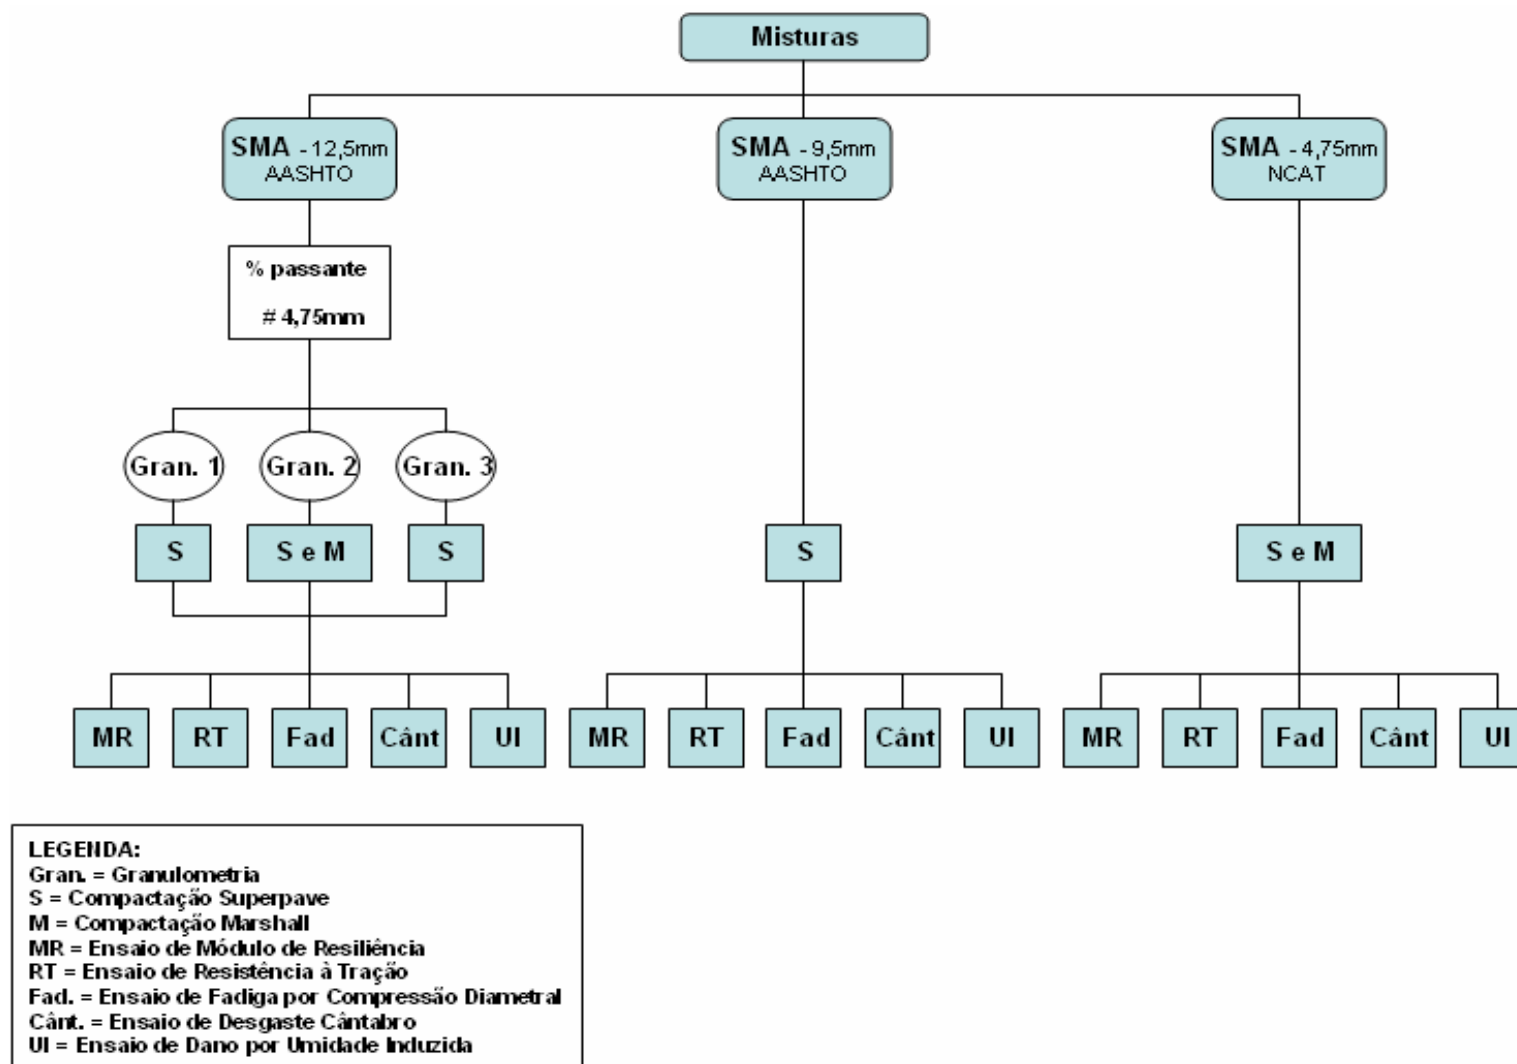 Misturas
SMA - 12,5mm
AASHTO
SMA - 9,5mm
AASHTO
SMA - 4,75mm
NCAT
% passante
# 4,75mm
Gran. 1
Gran. 2
Gran. 3
S
S e M
S
S
S e M
MR
RT
Fad
Cânt
UI
MR
RT
Fad
Cânt
UI
MR
RT
Fad
Cânt
UI
LEGENDA:
Gran. = Granulometria
S = Compactação Superpave
M = Compactação Marshall
MR = Ensaio de Módulo de Resiliência
RT = Ensaio de Resistência à Tração
Fad. = Ensaio de Fadiga por Compressão Diametral
Cânt. = Ensaio de Desgaste Cântabro
UI = Ensaio de Dano por Umidade Induzida